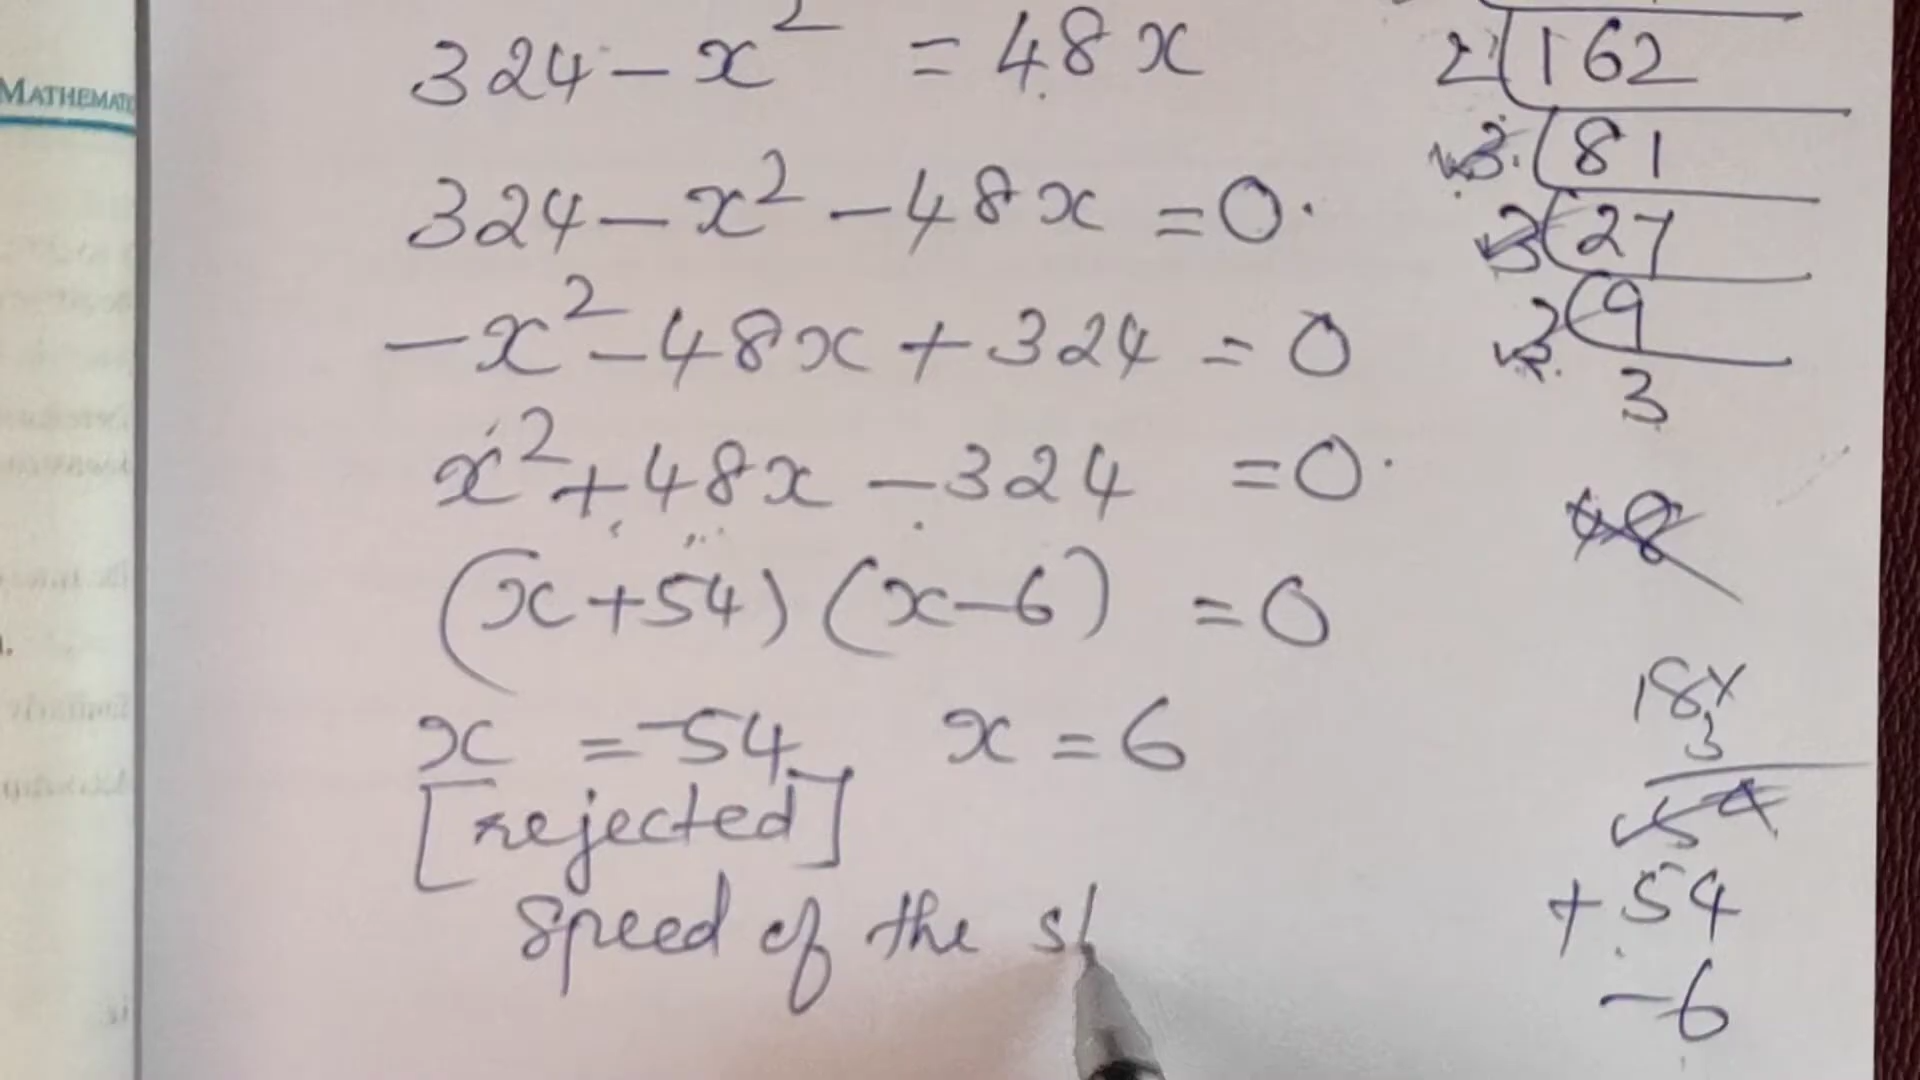 MATHEMATI
324 - x² = 48x
324 - x² - 48x = 0.
-x² - 48x + 324 = 0
x² + 48x - 324 = 0.
(x+54) (x-6) = 0
x = -54 x = 6
[rejected]
Speed of the
2 162
3 81
3 27
3 9
3
48
18 ×
3
54
+54
-6